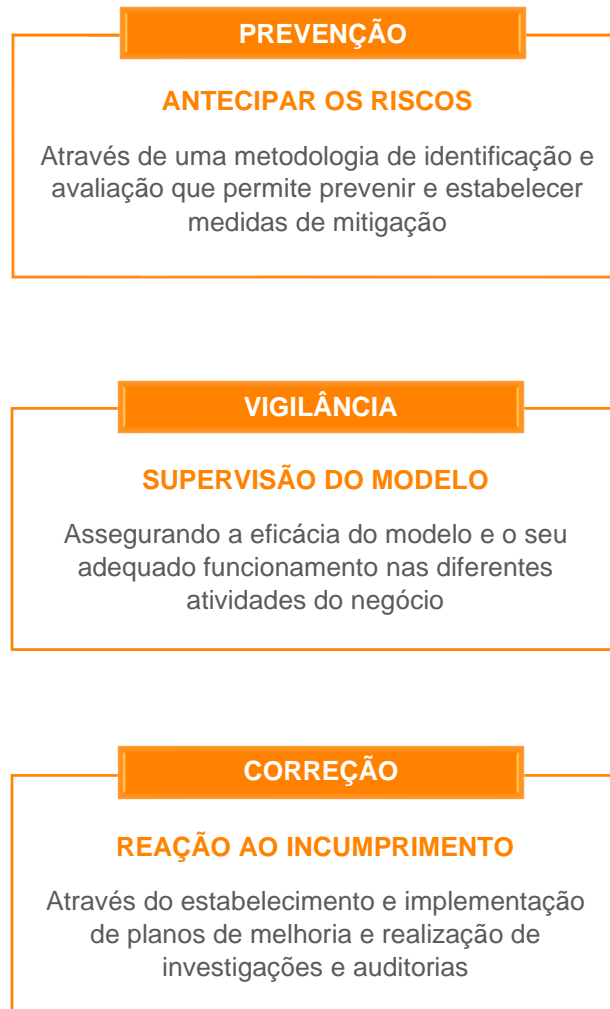 PREVENÇÃO
ANTECIPAR OS RISCOS
Através de uma metodologia de identificação e
avaliação que permite prevenir e estabelecer
medidas de mitigação
VIGILÂNCIA
SUPERVISÃO DO MODELO
Assegurando a eficácia do modelo e o seu
adequado funcionamento nas diferentes
atividades do negócio
CORREÇÃO
REAÇÃO AO INCUMPRIMENTO
Através do estabelecimento e implementação
de planos de melhoria e realização de
investigações e auditorias